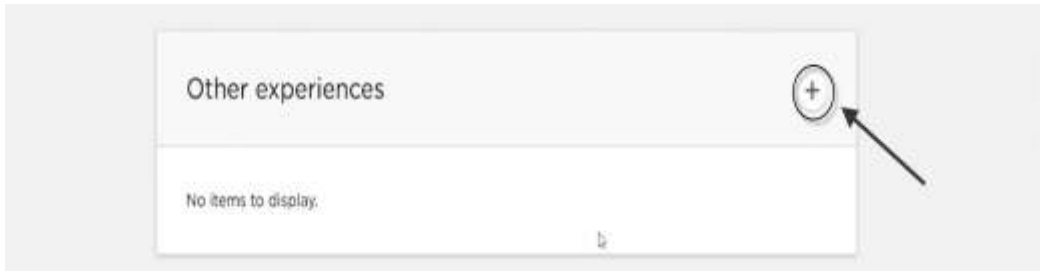 Other experiences
+
No items to display.